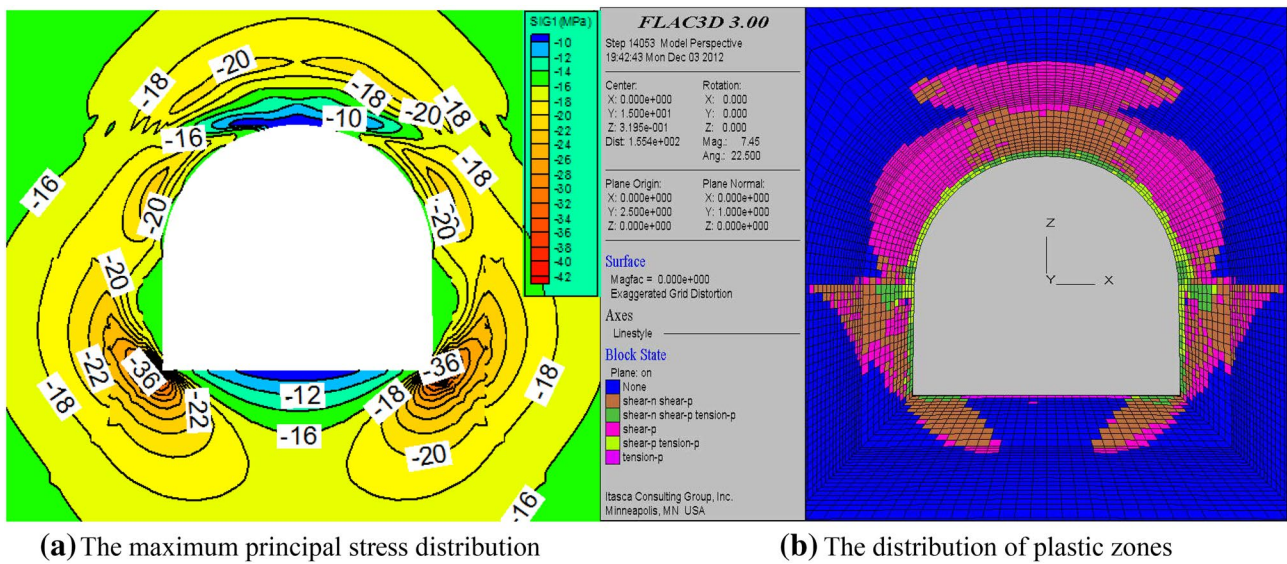 SIG1(MPa)
-10
-12
-14
-16
-18
-20
-22
-24
-26
-28
-30
-32
-34
-36
-38
-40
-42
-20
-18
-18
-18
-20
-18
-10
-16
-16
-18
-16
-20
-20
-20
-20
-36
-36
-22
-22
-18
-18
-12
-18
-16
-20
-20
-16
-16
FLAC3D 3.00
Step 14053 Model Perspective
19:42:43 Mon Dec 03 2012
Center:
X: 0.000e+000
Y: 1.500e+001
Z: 3.195e-001
Dist: 1.554e+002
Rotation:
X: 0.000
Y: 0.000
Z: 0.000
Mag.: 7.45
Ang.: 22.500
Plane Origin:
X: 0.000e+000
Y: 2.500e+000
Z: 0.000e+000
Plane Normal:
X: 0.000e+000
Y: 1.000e+000
Z: 0.000e+000
Surface
Magfac = 0.000e+000
Exaggerated Grid Distortion
Axes
Linestyle
Block State
Plane: on
None
shear-n shear-p
shear-n shear-p tension-p
shear-p
shear-p tension-p
tension-p
Itasca Consulting Group, Inc.
Minneapolis, MN USA
Z
Y
X
(a) The maximum principal stress distribution
(b) The distribution of plastic zones